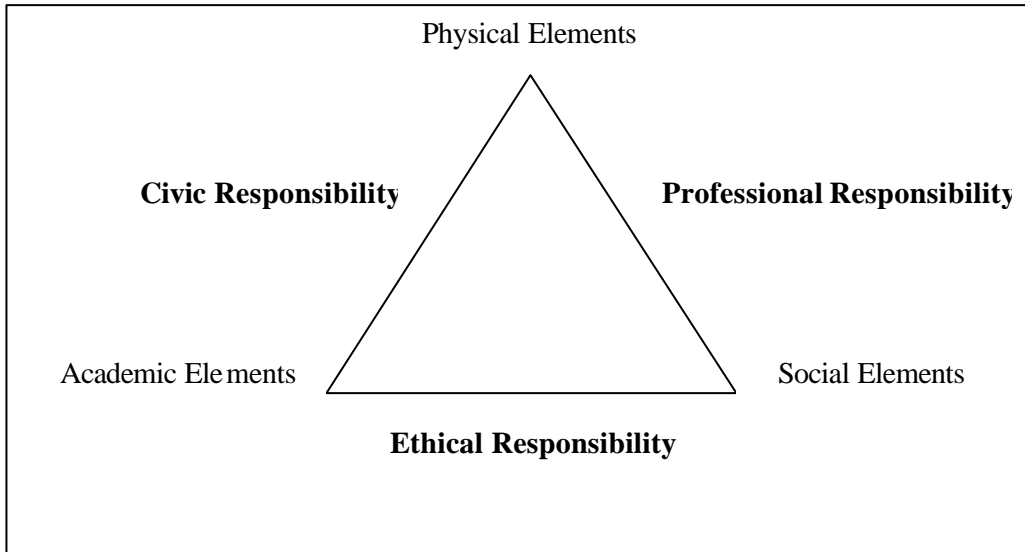 Physical Elements
Civic Responsibility
Professional Responsibility
Academic Elements
Social Elements
Ethical Responsibility